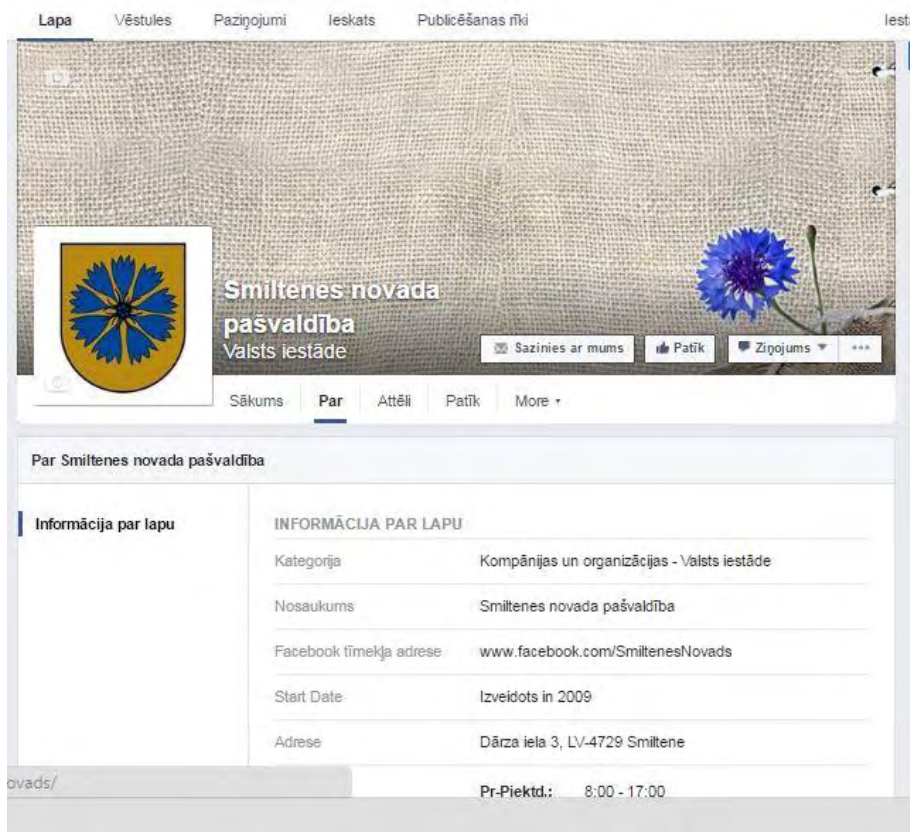 Lapa Vēstules Paziņojumi Ieskats Publicēšanas rīki
Smiltenes novada
pašvaldība
Valsts iestāde
Sazinies ar mums Patīk Ziņojums
Sākums Par Attēli Patīk More
Par Smiltenes novada pašvaldība
Informācija par lapu
INFORMĀCIJA PAR LAPU
Kategorija Kompānijas un organizācijas - Valsts iestāde
Nosaukums Smiltenes novada pašvaldība
Facebook tīmekļa adrese www.facebook.com/SmiltenesNovads
Start Date Izveidots in 2009
Adrese Dārza iela 3, LV-4729 Smiltene
ovads/
Pr-Piektd.: 8:00 - 17:00